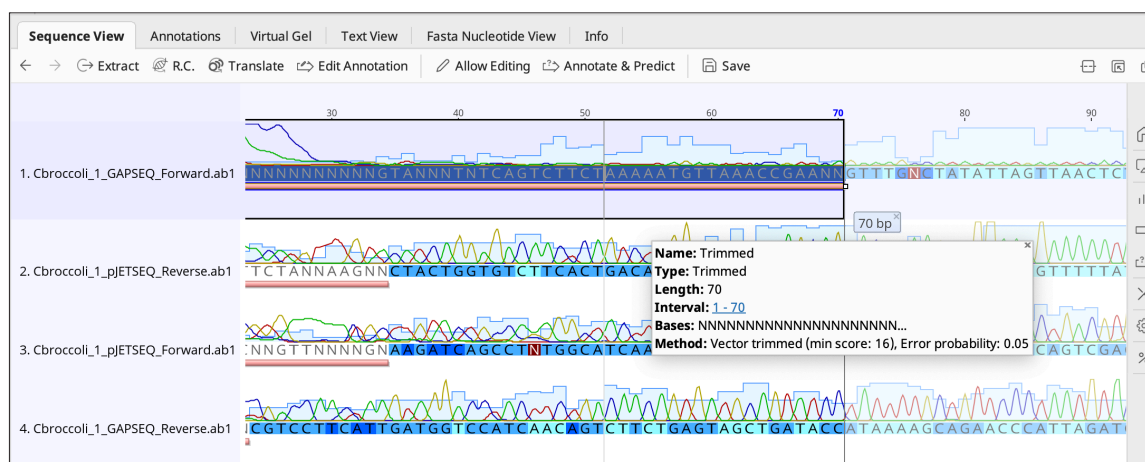 Sequence View Annotations Virtual Gel Text View Fasta Nucleotide View Info
Extract R.C. Translate Edit Annotation Allow Editing Annotate & Predict Save
30 40 50 60 70 80 90
1. Cbroccoli_1_GAPSEQ_Forward.ab1 NNNNNNNNNNGTANNNTNTCAGTCTTCTAAAAATGTTAAACCGAANNGTTTGNCTATATTAGTTAACTC
70 bp
2. Cbroccoli_1_pJETSEQ_Reverse.ab1 TCTANNAAGNNCTACTGGTGTCTTCACTGACA GTTTTTA
Name: Trimmed
Type: Trimmed
Length: 70
Interval: 1 - 70
Bases: NNNNNNNNNNNNNNNNNNNNN...
Method: Vector trimmed (min score: 16), Error probability: 0.05
3. Cbroccoli_1_pJETSEQ_Forward.ab1 NNGTTNNNNGNAAGATCAGCCTNTGGCATCAA CAGTCGA
4. Cbroccoli_1_GAPSEQ_Reverse.ab1 CGTCCTTCATTGATGGTCCATCAACAGTCTTCTGAGTAGCTGATACCATAAAAGCAGAACCCATTAGAT